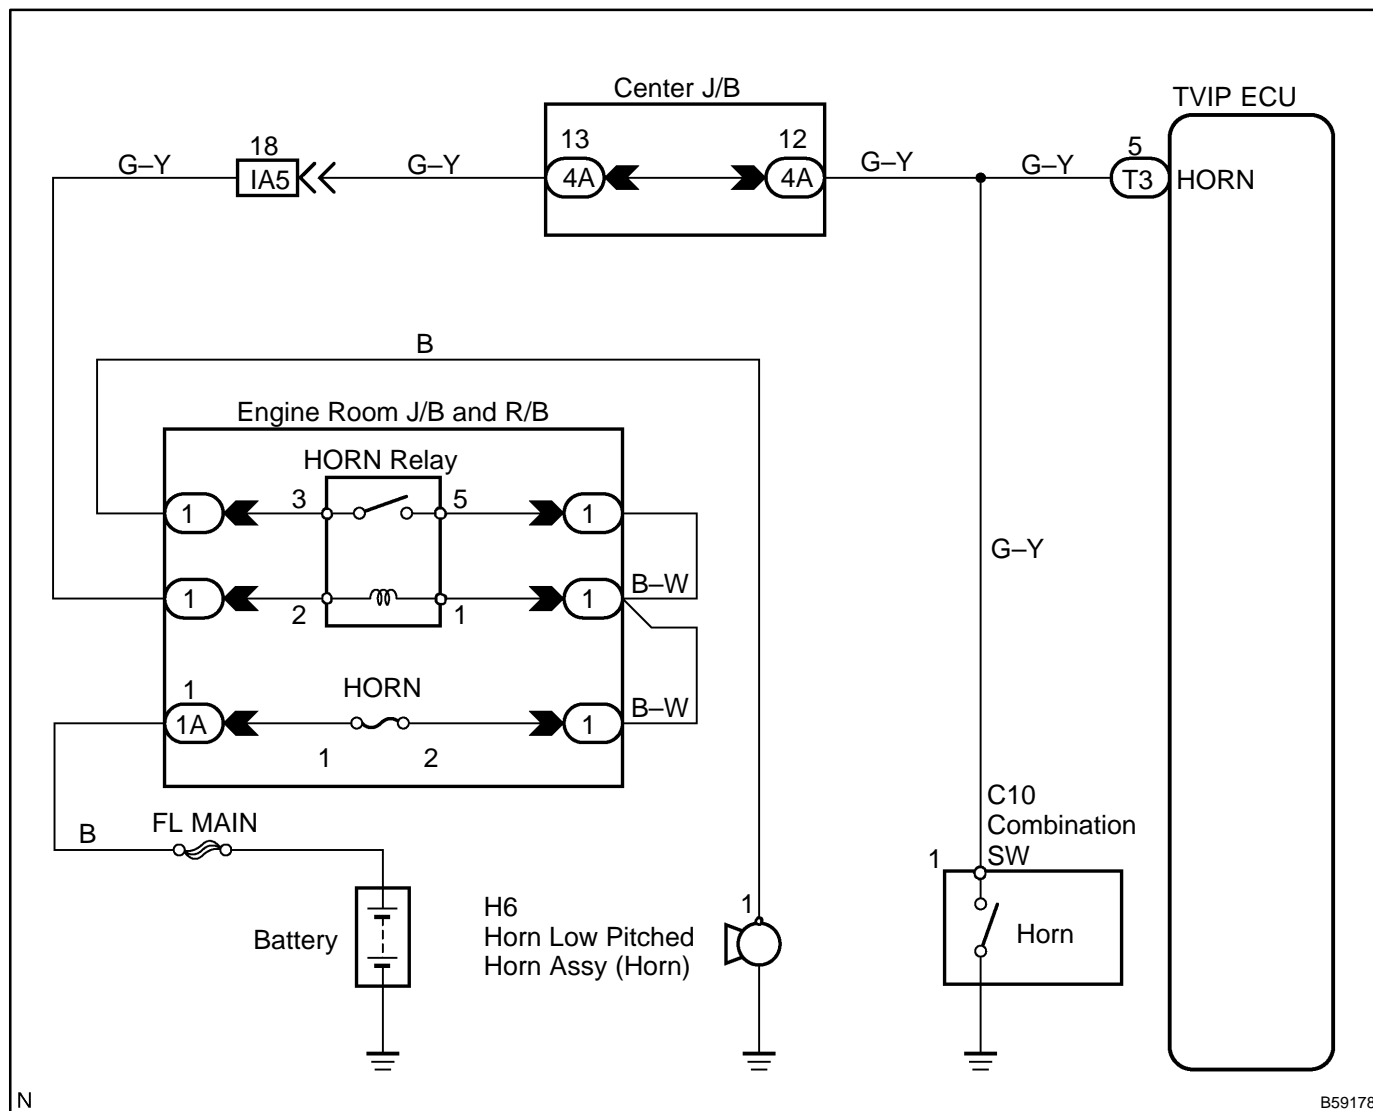 Center J/B
TVIP ECU
18
13
12
5
G–Y
G–Y
G–Y
G–Y
IA5
4A
4A
T3
HORN
B
Engine Room J/B and R/B
HORN Relay
3
5
1
1
G–Y
B–W
1
1
2
1
1
HORN
B–W
1A
1
1
2
C10
Combination
SW
FL MAIN
B
1
H6
1
Horn Low Pitched
Horn Assy (Horn)
Battery
Horn
N
B59178